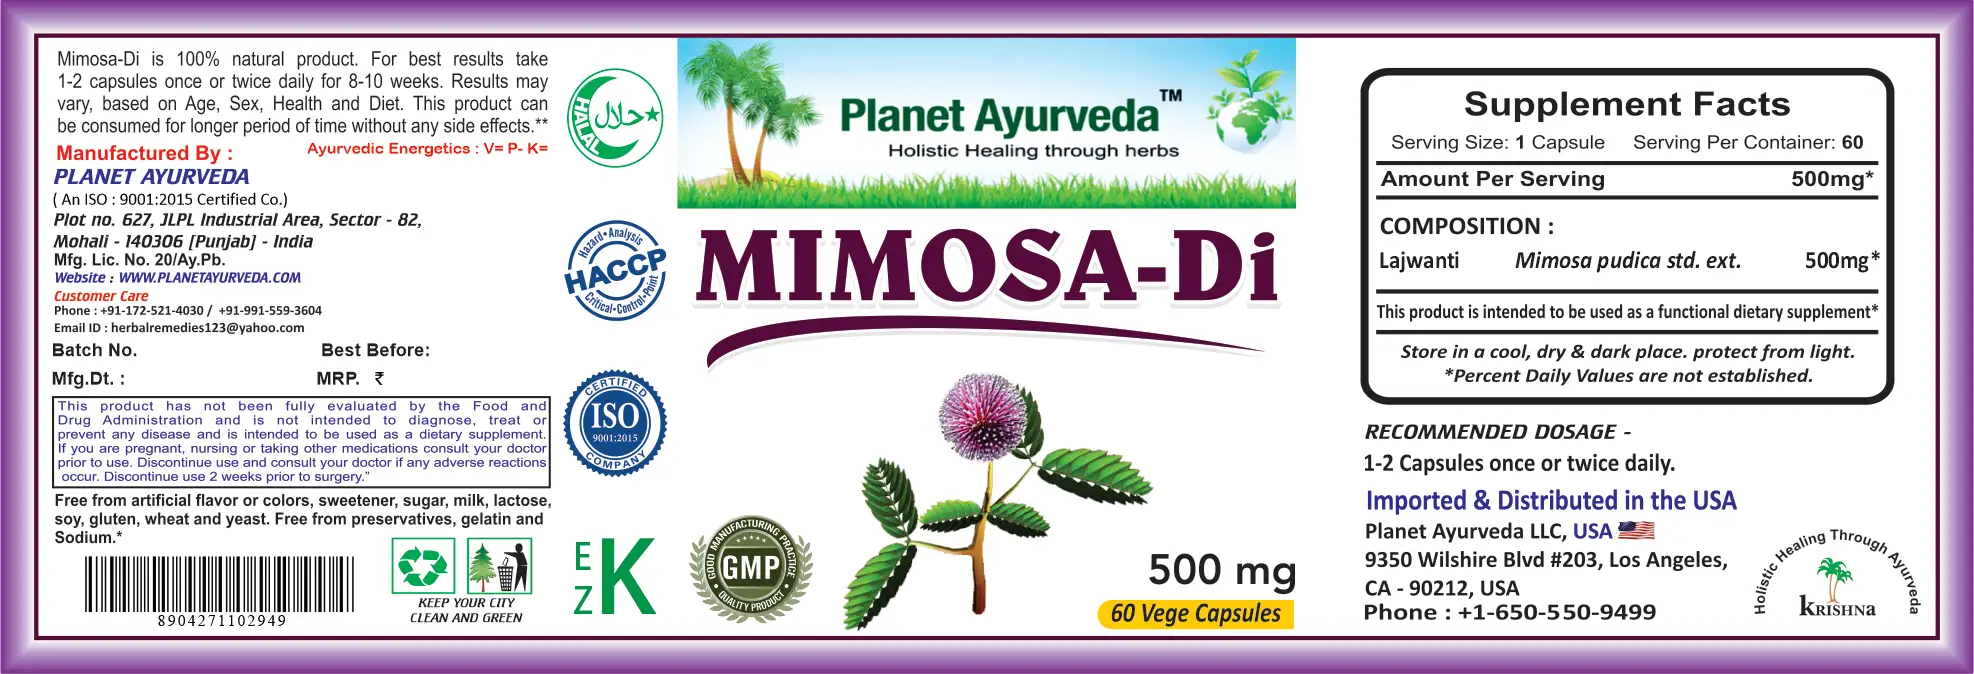 Mimosa-Di is 100% natural product. For best results take
1-2 capsules once or twice daily for 8-10 weeks. Results may
vary, based on Age, Sex, Health and Diet. This product can
be consumed for longer period of time without any side effects.**
Manufactured By :
Ayurvedic Energetics : V= P- K=
PLANET AYURVEDA
( An ISO : 9001:2015 Certified Co.)
Plot no. 627, JLPL Industrial Area, Sector - 82,
Mohali - 140306 [Punjab] - India
Mfg. Lic. No. 20/Ay.Pb.
Website : WWW.PLANETAYURVEDA.COM
Customer Care
Phone : +91-172-521-4030 / +91-991-559-3604
Email ID : herbalremedies123@yahoo.com
Batch No.
Best Before:
Mfg.Dt. :
MRP. ₹
This product has not been fully evaluated by the Food and
Drug Administration and is not intended to diagnose, treat or
prevent any disease and is intended to be used as a dietary supplement.
If you are pregnant, nursing or taking other medications consult your doctor
prior to use. Discontinue use and consult your doctor if any adverse reactions
occur. Discontinue use 2 weeks prior to surgery.”
Free from artificial flavor or colors, sweetener, sugar, milk, lactose,
soy, gluten, wheat and yeast. Free from preservatives, gelatin and
Sodium.*
8904271102949
KEEP YOUR CITY
CLEAN AND GREEN
HALAL
حلال
Hazard • Analysis
HACCP
Critical • Control • Point
CERTIFIED
ISO
9001:2015
COMPANY
EZ
K
Planet Ayurveda™
Holistic Healing through herbs
MIMOSA-Di
GOOD MANUFACTURING PRACTICE
GMP
QUALITY PRODUCT
500 mg
60 Vege Capsules
Supplement Facts
Serving Size: 1 Capsule Serving Per Container: 60
Amount Per Serving 500mg*
COMPOSITION :
Lajwanti Mimosa pudica std. ext. 500mg*
This product is intended to be used as a functional dietary supplement*
Store in a cool, dry & dark place. protect from light.
*Percent Daily Values are not established.
RECOMMENDED DOSAGE -
1-2 Capsules once or twice daily.
Imported & Distributed in the USA
Planet Ayurveda LLC, USA
9350 Wilshire Blvd #203, Los Angeles,
CA - 90212, USA
Phone : +1-650-550-9499
Holistic Healing Through Ayurveda
KRISHNa